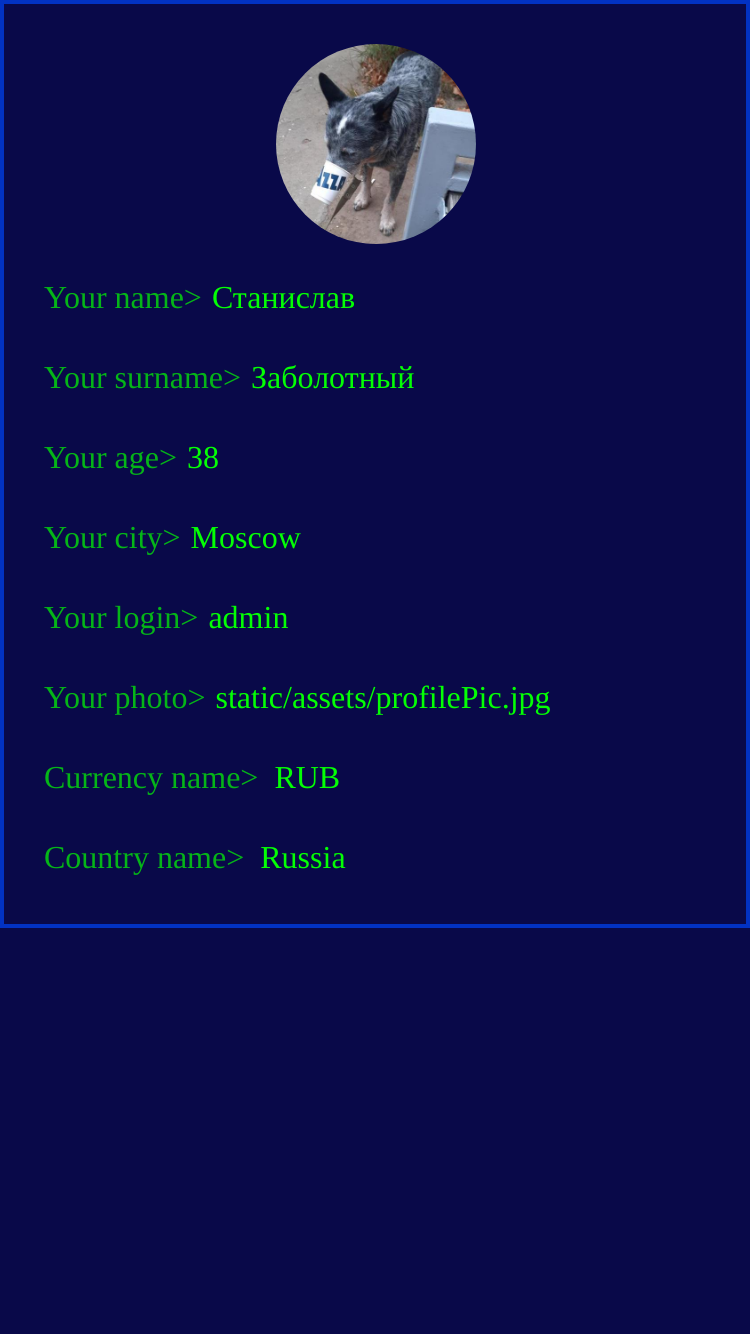 Your name> Станислав
Your surname> Заболотный
Your age> 38
Your city> Moscow
Your login> admin
Your photo> static/assets/profilePic.jpg
Currency name> RUB
Country name> Russia